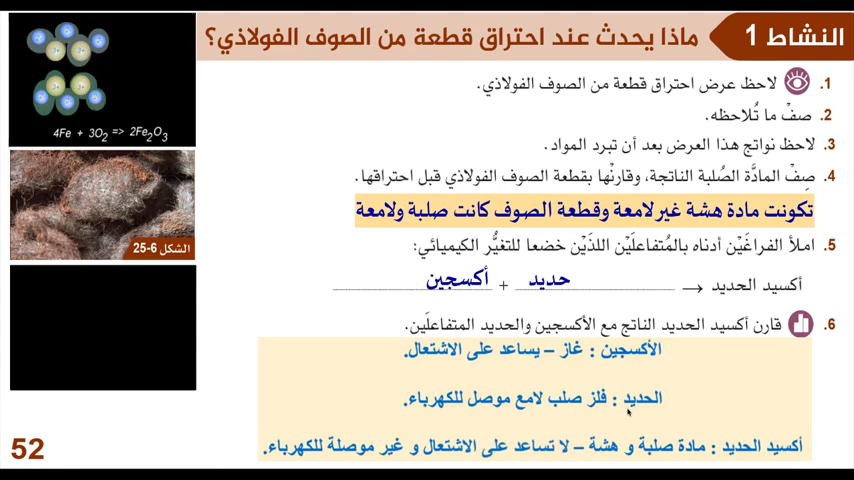 النشاط 1 ماذا يحدث عند احتراق قطعة من الصوف الفولاذي؟
1. لاحظ عرض احتراق قطعة من الصوف الفولاذي.
2. صفْ ما تُلاحظه.
3. لاحظ نواتج هذا العرض بعد أن تبرد المواد.
4. صِفْ المادَّة الصُلبة الناتجة، وقارنْها بقطعة الصوف الفولاذي قبل احتراقها.
تكونت مادة هشة غير لامعة وقطعة الصوف كانت صلبة ولامعة
5. املأ الفراغَيْن أدناه بالمُتفاعلَيْن اللذَيْن خضعا للتغيُّر الكيميائي:
أكسيد الحديد → حديد + أكسجين
6. قارن أكسيد الحديد الناتج مع الأكسجين والحديد المتفاعلَين.
الأكسجين : غاز – يساعد على الاشتعال.
الحديد : فلز صلب لامع موصل للكهرباء.
أكسيد الحديد : مادة صلبة و هشة – لا تساعد على الاشتعال و غير موصلة للكهرباء.
4Fe + 3O2 => 2Fe2O3
الشكل 6-25
52